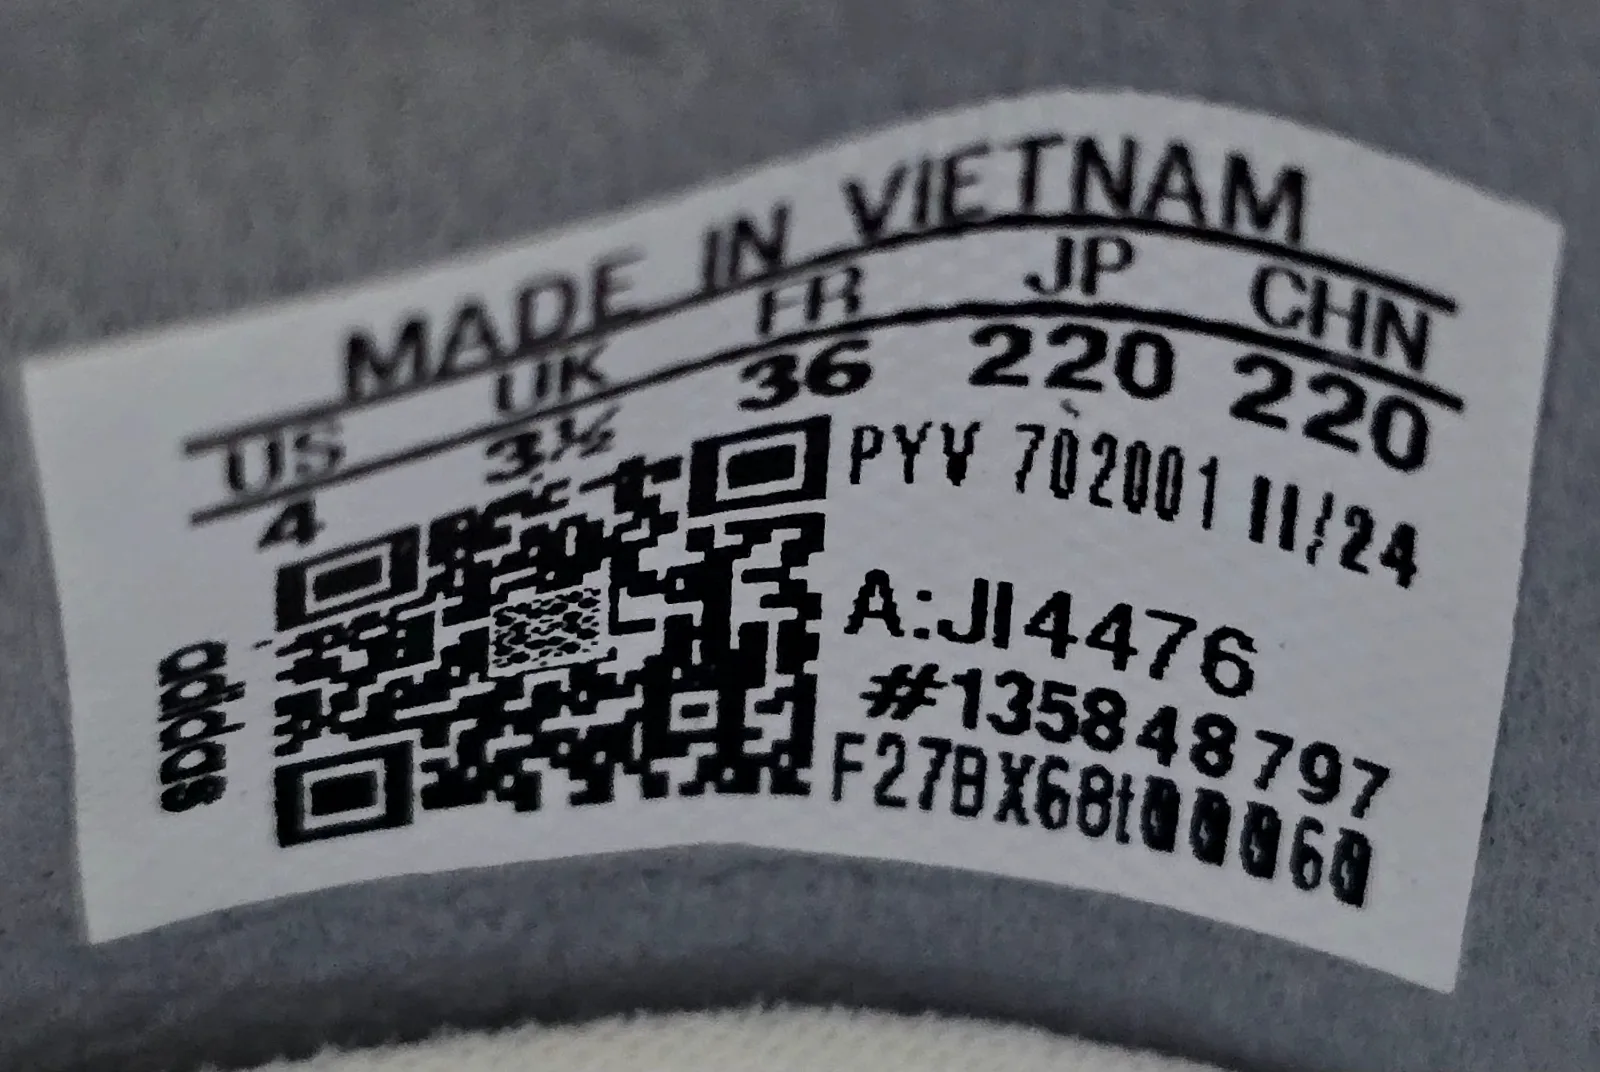 MADE IN VIETNAM
US UK FR JP CHN
4 3½ 36 220 220
PYV 702001 11/24
A:JI4476
#135848797
adidas